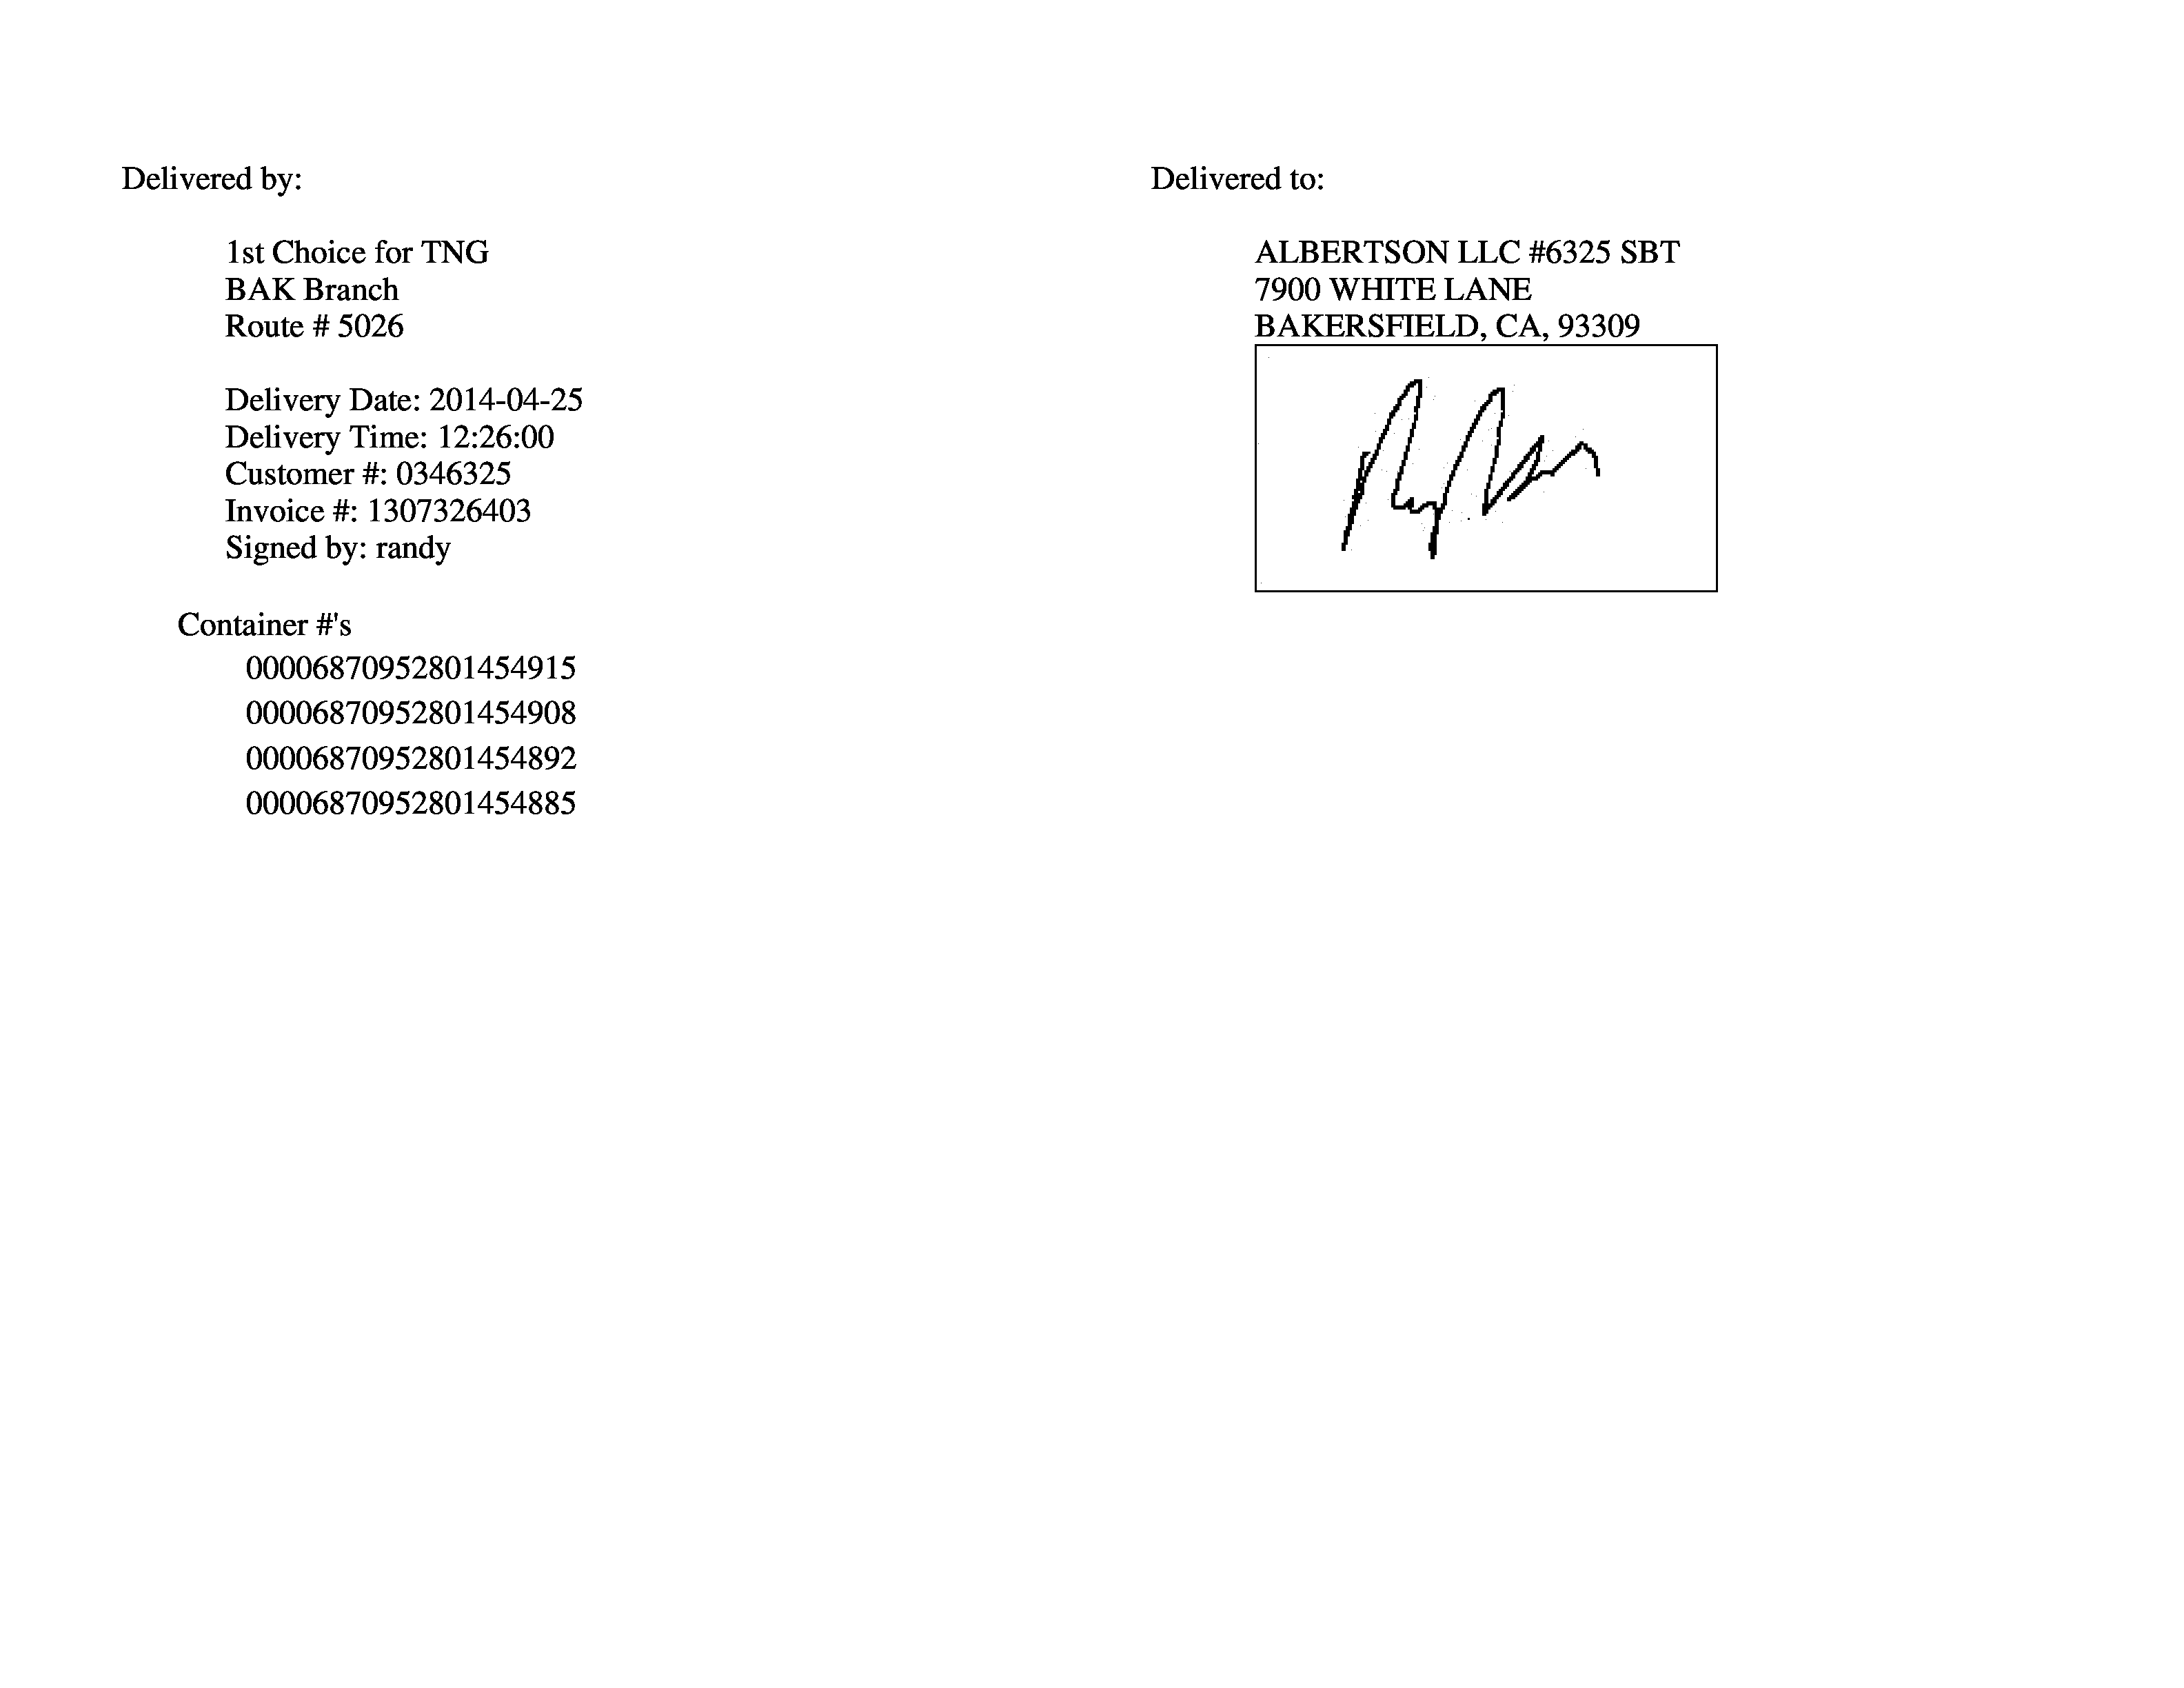 Delivered by:
1st Choice for TNG
BAK Branch
Route # 5026
Delivery Date: 2014-04-25
Delivery Time: 12:26:00
Customer #: 0346325
Invoice #: 1307326403
Signed by: randy
Container #'s
00006870952801454915
00006870952801454908
00006870952801454892
00006870952801454885
Delivered to:
ALBERTSON LLC #6325 SBT
7900 WHITE LANE
BAKERSFIELD, CA, 93309